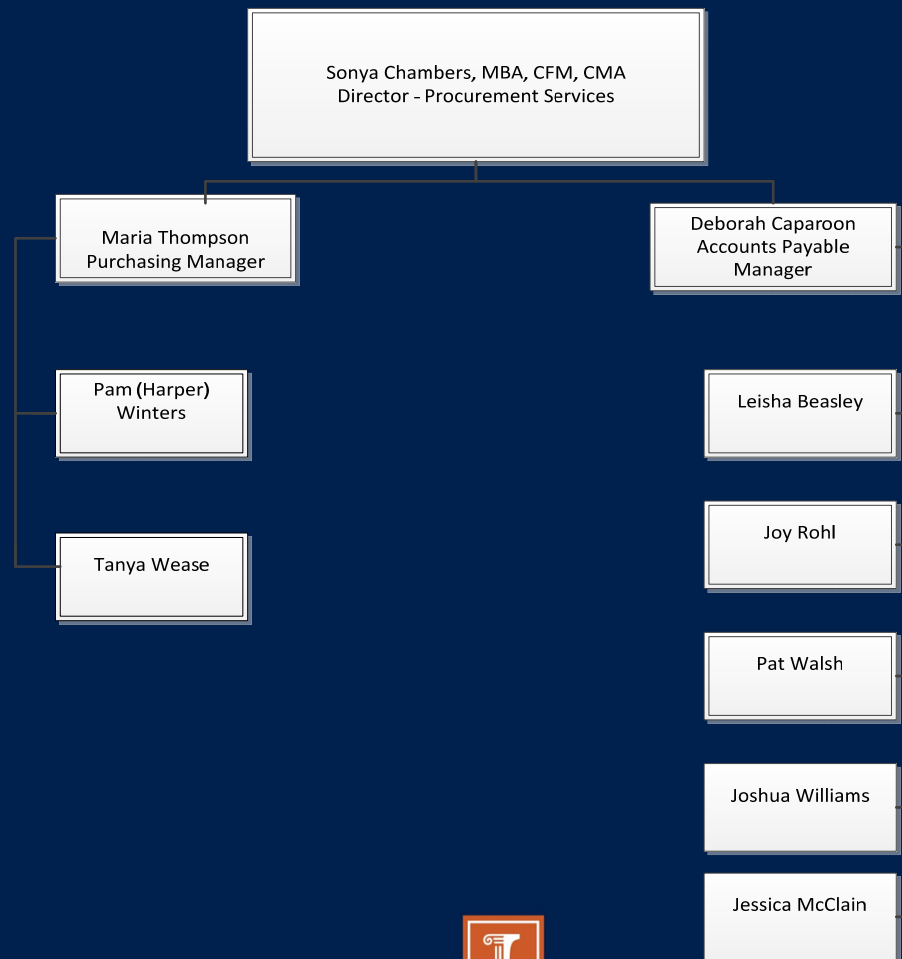 Sonya Chambers, MBA, CFM, CMA
Director - Procurement Services
Maria Thompson
Purchasing Manager
Deborah Caparoon
Accounts Payable
Manager
Pam (Harper)
Winters
Leisha Beasley
Joy Rohl
Tanya Wease
Pat Walsh
Joshua Williams
Jessica McClain